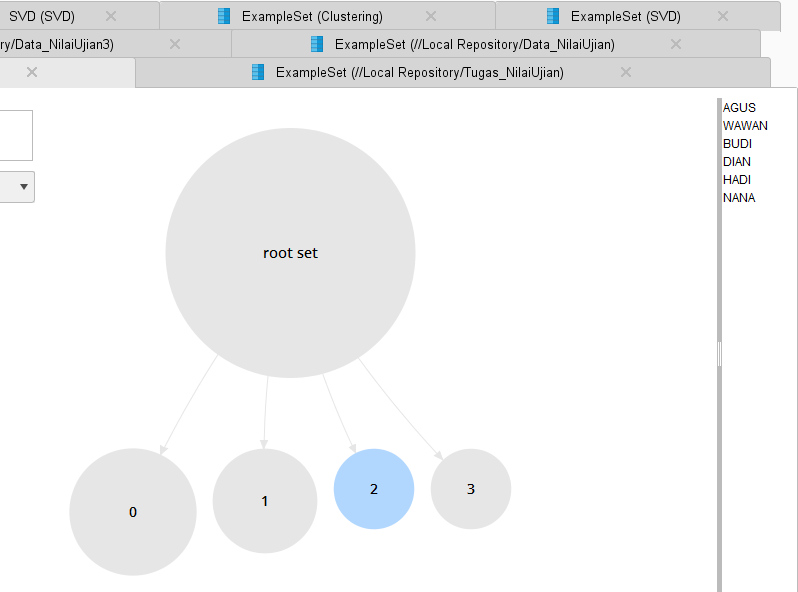 SVD (SVD) ExampleSet (Clustering) ExampleSet (SVD)
ry/Data_NilaiUjian3) ExampleSet (//Local Repository/Data_NilaiUjian)
ExampleSet (//Local Repository/Tugas_NilaiUjian)
root set
0 1 2 3
AGUS
WAWAN
BUDI
DIAN
HADI
NANA